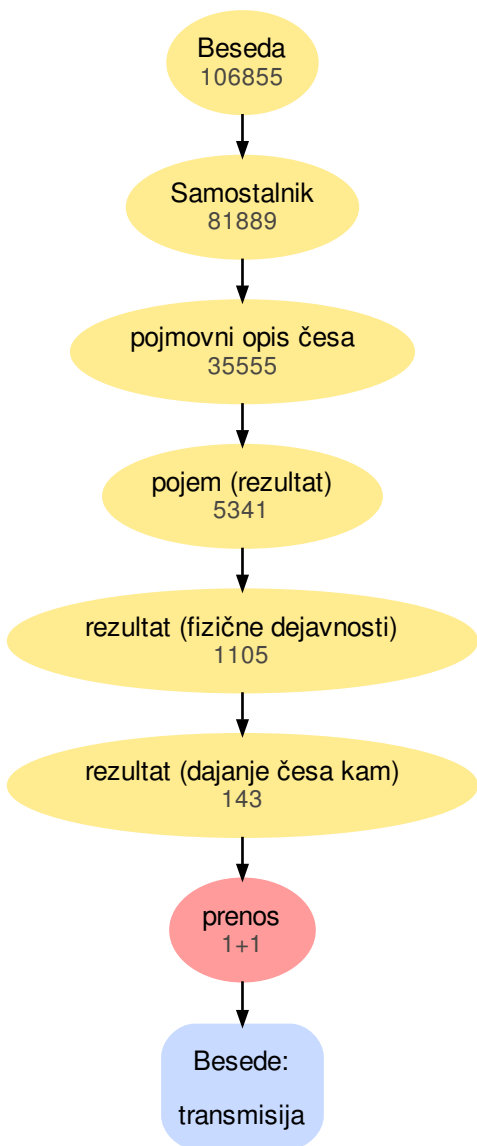 Beseda
106855
Samostalnik
81889
pojmovni opis česa
35555
pojem (rezultat)
5341
rezultat (fizične dejavnosti)
1105
rezultat (dajanje česa kam)
143
prenos
1+1
Besede:
transmisija